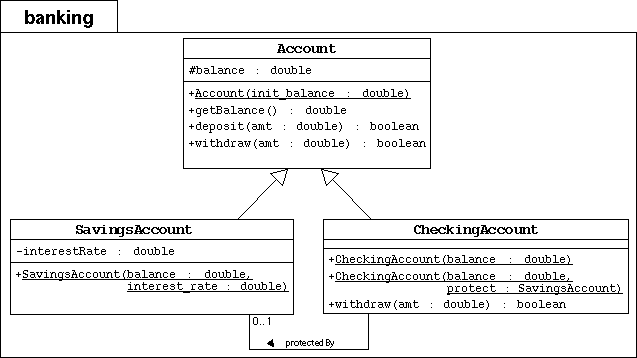 banking
Account
#balance : double
+Account(init_balance : double)
+getBalance() : double
+deposit(amt : double) : boolean
+withdraw(amt : double) : boolean
SavingsAccount
-interestRate : double
+SavingsAccount(balance : double,
interest_rate : double)
CheckingAccount
+CheckingAccount(balance : double)
+CheckingAccount(balance : double,
protect : SavingsAccount)
+withdraw(amt : double) : boolean
0..1
protectedBy